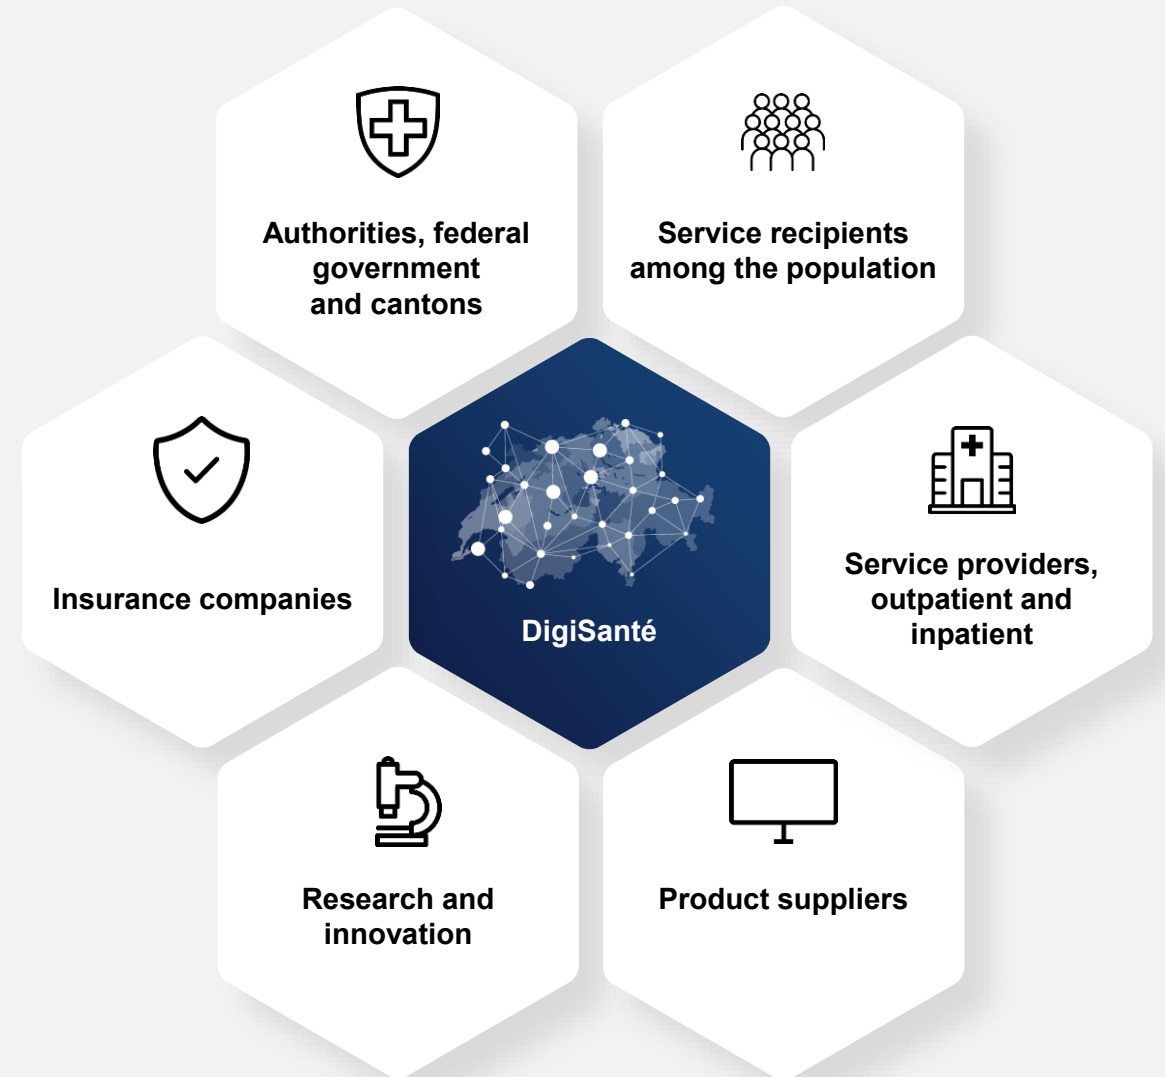 Authorities, federal
government
and cantons
Service recipients
among the population
Insurance companies
DigiSanté
Service providers,
outpatient and
inpatient
Research and
innovation
Product suppliers